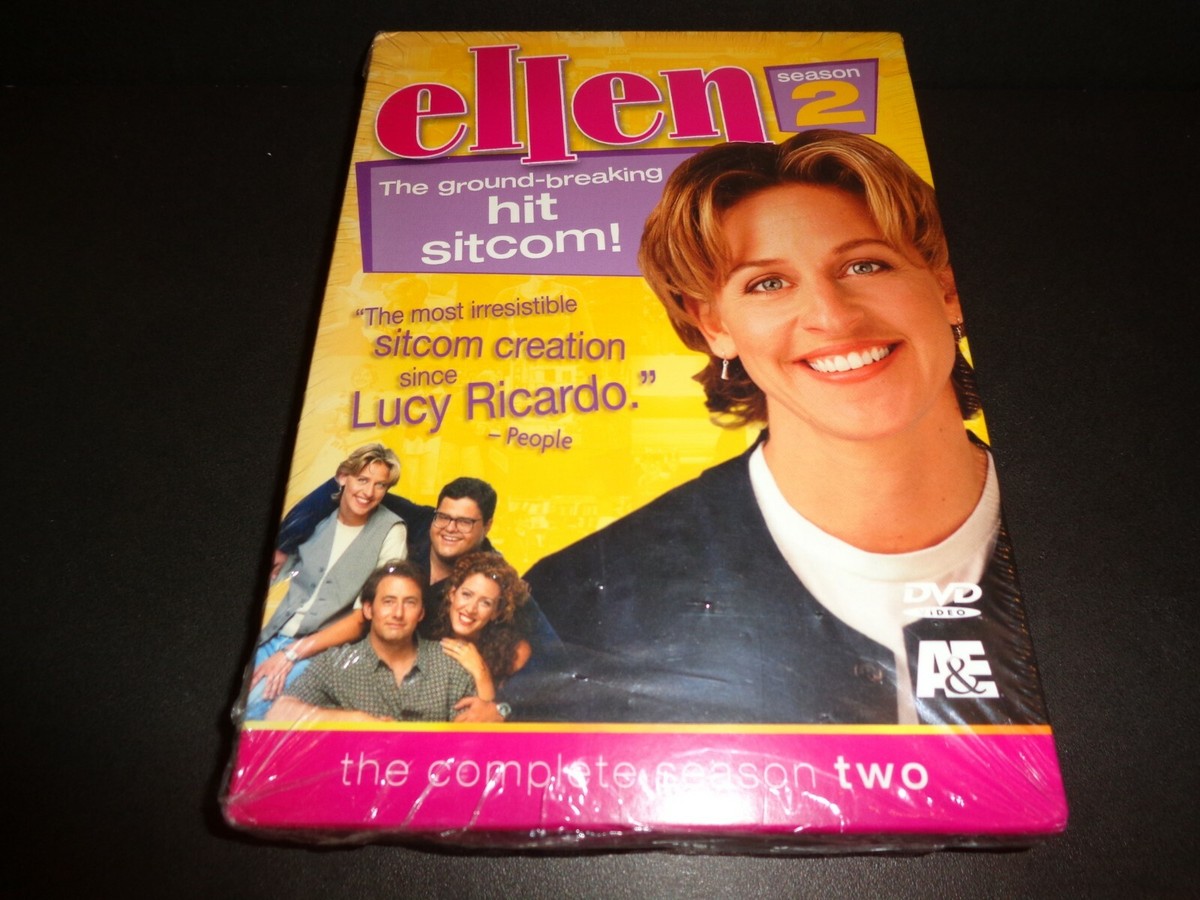 ellen
season
2
The ground-breaking
hit
sitcom!
"The most irresistible
sitcom creation
since
Lucy Ricardo."
– People
DVD
VIDEO
A&E
the complete season two